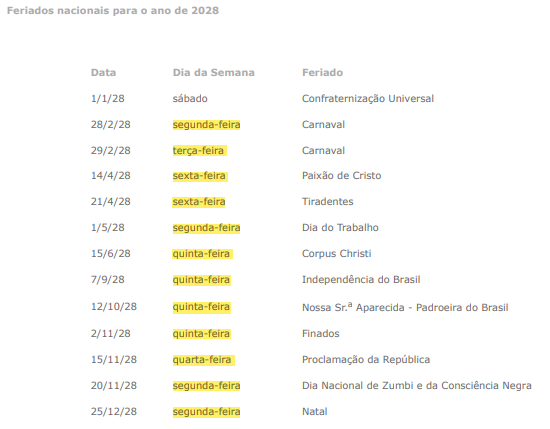 Feriados nacionais para o ano de 2028
Data Dia da Semana Feriado
1/1/28 sábado Confraternização Universal
28/2/28 segunda-feira Carnaval
29/2/28 terça-feira Carnaval
14/4/28 sexta-feira Paixão de Cristo
21/4/28 sexta-feira Tiradentes
1/5/28 segunda-feira Dia do Trabalho
15/6/28 quinta-feira Corpus Christi
7/9/28 quinta-feira Independência do Brasil
12/10/28 quinta-feira Nossa Sr.ª Aparecida - Padroeira do Brasil
2/11/28 quinta-feira Finados
15/11/28 quarta-feira Proclamação da República
20/11/28 segunda-feira Dia Nacional de Zumbi e da Consciência Negra
25/12/28 segunda-feira Natal